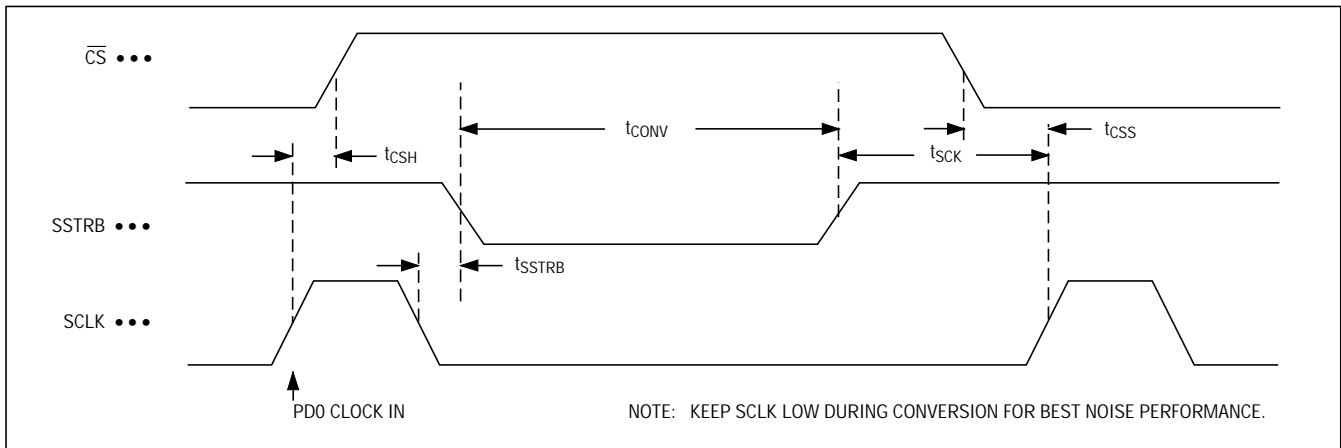 CS •••
tCONV
tCSS
tCSH
tSCK
SSTRB •••
tSSTRB
SCLK •••
PD0 CLOCK IN
NOTE: KEEP SCLK LOW DURING CONVERSION FOR BEST NOISE PERFORMANCE.